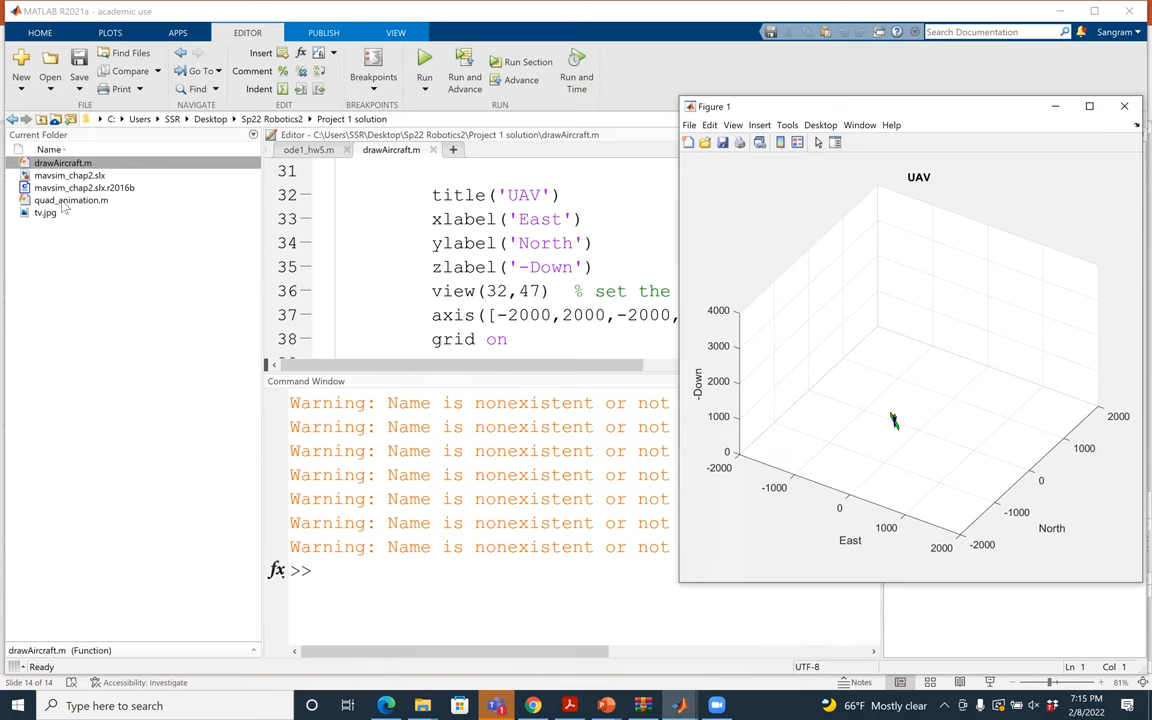 MATLAB R2021a - academic use
HOME PLOTS APPS EDITOR PUBLISH VIEW Search Documentation Sangram
New Open Save Find Files Compare Print Go To Find Insert Comment Indent Breakpoints Run Run and Advance Run Section Advance Run and Time
FILE NAVIGATE EDIT BREAKPOINTS RUN
C: Users SSR Desktop Sp22 Robotics2 Project 1 solution
Current Folder
Name
drawAircraft.m
mavsim_chap2.slx
mavsim_chap2.slx.r2016b
quad_animation.m
tv.jpg
drawAircraft.m (Function)
Editor - C:\Users\SSR\Desktop\Sp22 Robotics2\Project 1 solution\drawAircraft.m
ode1_hw5.m drawAircraft.m
31
32 title('UAV')
33 xlabel('East')
34 ylabel('North')
35 zlabel('-Down')
36 view(32,47) % set the
37 axis([-2000,2000,-2000,
38 grid on
Command Window
Warning: Name is nonexistent or not
Warning: Name is nonexistent or not
Warning: Name is nonexistent or not
Warning: Name is nonexistent or not
Warning: Name is nonexistent or not
Warning: Name is nonexistent or not
Warning: Name is nonexistent or not
fx >>
Figure 1
File Edit View Insert Tools Desktop Window Help
UAV
4000
3000
2000
1000
0
-Down
-2000
-1000
0
1000
2000
East
2000
1000
0
-1000
-2000
North
Ready UTF-8 Ln 1 Col 1
Slide 14 of 14 Accessibility: Investigate Notes 81%
Type here to search 66°F Mostly clear 7:15 PM
2/8/2022